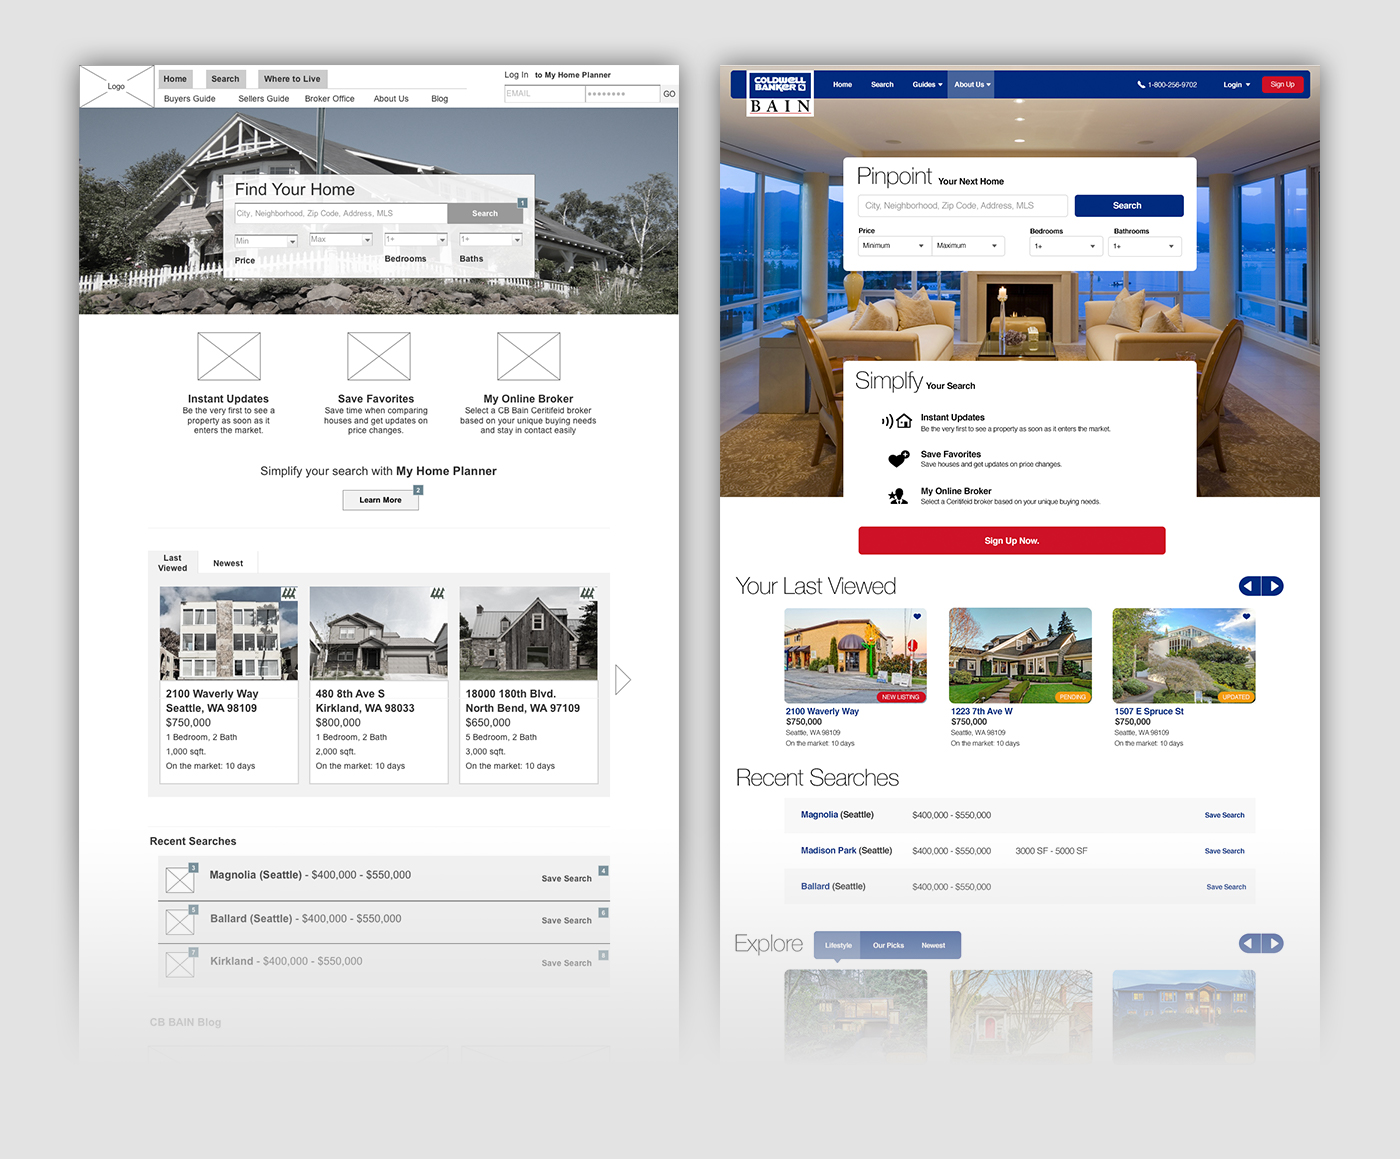 Logo
Home
Search
Where to Live
Buyers Guide
Sellers Guide
Broker Office
About Us
Blog
Log In to My Home Planner
EMAIL
********
GO
Find Your Home
City, Neighborhood, Zip Code, Address, MLS
Search
1
Min
Max
1+
1+
Price
Bedrooms
Baths
Instant Updates
Be the very first to see a
property as soon as it
enters the market.
Save Favorites
Save time when comparing
houses and get updates on
price changes.
My Online Broker
Select a CB Bain Ceritifeid broker
based on your unique buying needs
and stay in contact easily
Simplify your search with My Home Planner
Learn More
2
Last
Viewed
Newest
2100 Waverly Way
Seattle, WA 98109
$750,000
1 Bedroom, 2 Bath
1,000 sqft.
On the market: 10 days
480 8th Ave S
Kirkland, WA 98033
$800,000
1 Bedroom, 2 Bath
2,000 sqft.
On the market: 10 days
18000 180th Blvd.
North Bend, WA 97109
$650,000
5 Bedroom, 2 Bath
3,000 sqft.
On the market: 10 days
Recent Searches
3
Magnolia (Seattle) - $400,000 - $550,000
Save Search
4
5
Ballard (Seattle) - $400,000 - $550,000
Save Search
6
7
Kirkland - $400,000 - $550,000
Save Search
8
CB BAIN Blog
COLDWELL
BANKER
BAIN
Home
Search
Guides
About Us
1-800-256-9702
Login
Sign Up
Pinpoint Your Next Home
City, Neighborhood, Zip Code, Address, MLS
Search
Price
Minimum
Maximum
Bedrooms
1+
Bathrooms
1+
Simplfy Your Search
Instant Updates
Be the very first to see a property as soon as it enters the market.
Save Favorites
Save houses and get updates on price changes.
My Online Broker
Select a Ceritifeid broker based on your unique buying needs.
Sign Up Now.
Your Last Viewed
NEW LISTING
2100 Waverly Way
$750,000
Seattle, WA 98109
On the market: 10 days
PENDING
1223 7th Ave W
$750,000
Seattle, WA 98109
On the market: 10 days
UPDATED
1507 E Spruce St
$750,000
Seattle, WA 98109
On the market: 10 days
Recent Searches
Magnolia (Seattle) $400,000 - $550,000 Save Search
Madison Park (Seattle) $400,000 - $550,000 3000 SF - 5000 SF Save Search
Ballard (Seattle) $400,000 - $550,000 Save Search
Explore
Lifestyle
Our Picks
Newest